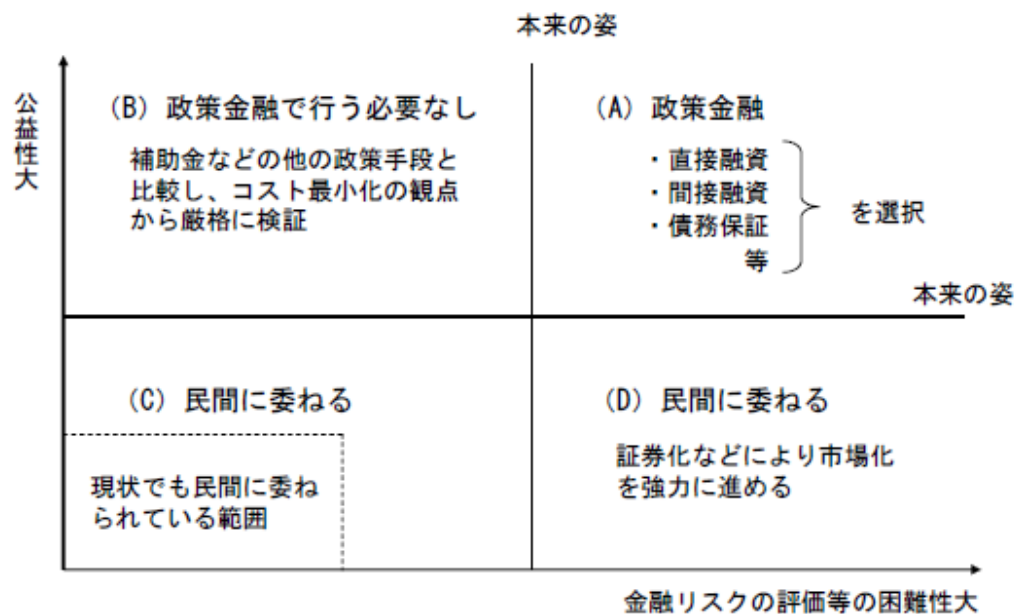 本来の姿
公益性大
(B) 政策金融で行う必要なし
補助金などの他の政策手段と
比較し、コスト最小化の観点
から厳格に検証
(A) 政策金融
・直接融資
・間接融資
・債務保証
等
を選択
本来の姿
(C) 民間に委ねる
現状でも民間に委ね
られている範囲
(D) 民間に委ねる
証券化などにより市場化
を強力に進める
金融リスクの評価等の困難性大